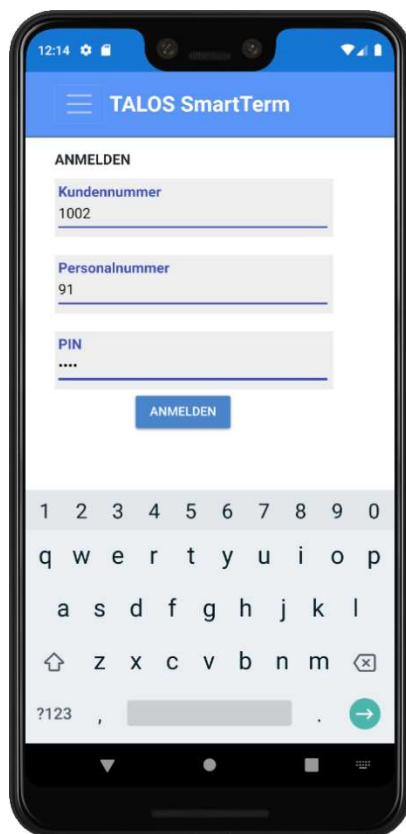 12:14
TALOS SmartTerm
ANMELDEN
Kundennummer
1002
Personalnummer
91
PIN
••••
ANMELDEN
1 2 3 4 5 6 7 8 9 0
q w e r t y u i o p
a s d f g h j k l
z x c v b n m
?123 , .